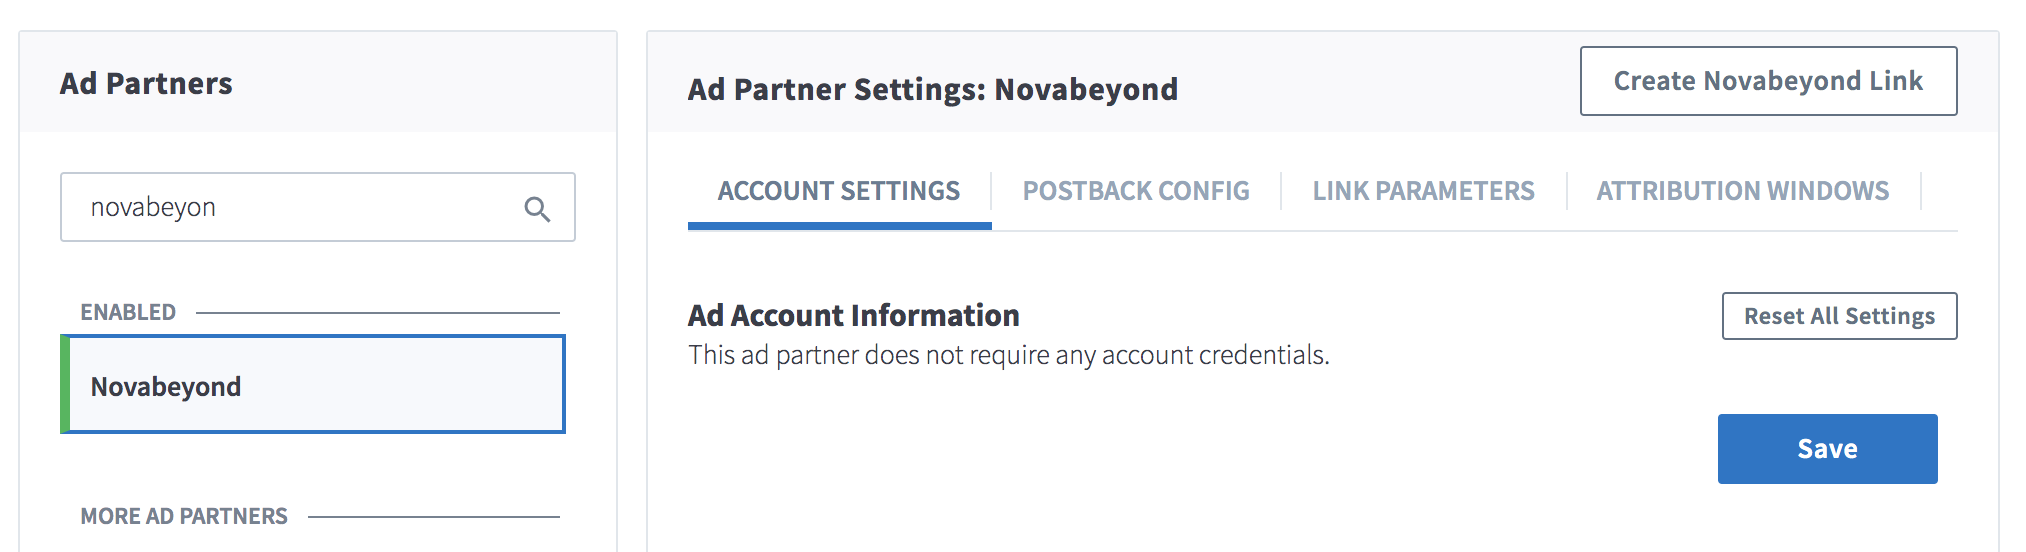 Ad Partners
novabeyon
ENABLED
Novabeyond
MORE AD PARTNERS
Ad Partner Settings: Novabeyond
Create Novabeyond Link
ACCOUNT SETTINGS
POSTBACK CONFIG
LINK PARAMETERS
ATTRIBUTION WINDOWS
Ad Account Information
Reset All Settings
This ad partner does not require any account credentials.
Save